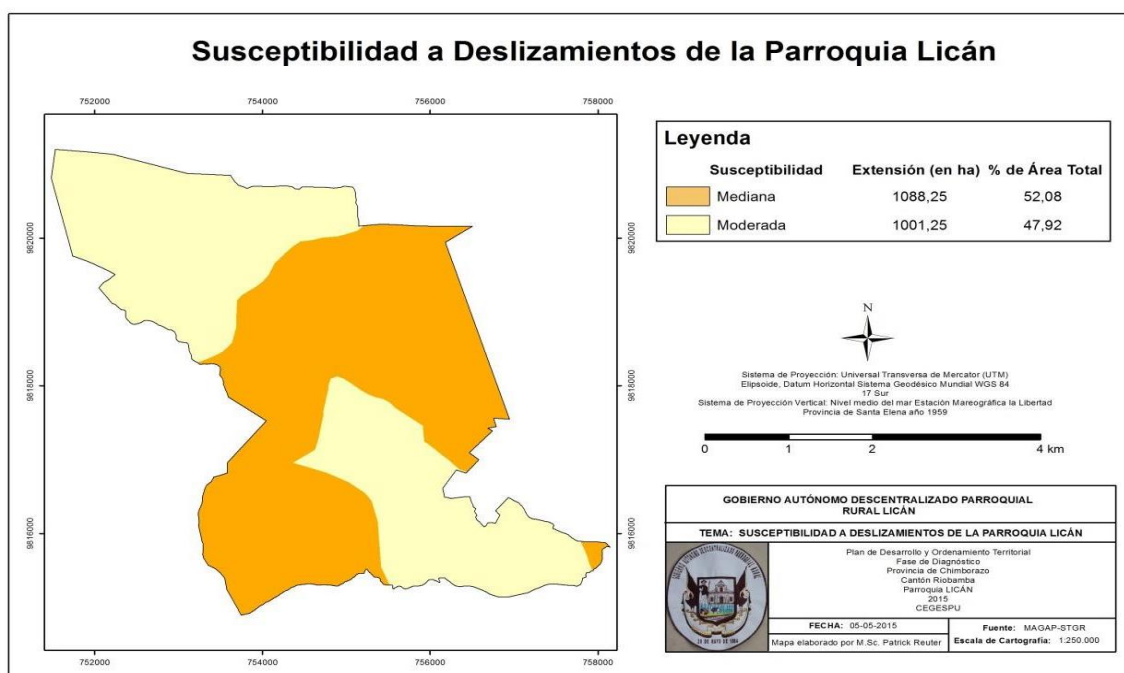 Susceptibilidad a Deslizamientos de la Parroquia Licán
752000 754000 756000 758000
9820000 9820000
9818000 9818000
9816000 9816000
752000 754000 756000 758000
Leyenda
Susceptibilidad Extensión (en ha) % de Área Total
Mediana 1088,25 52,08
Moderada 1001,25 47,92
N
Sistema de Proyección: Universal Transversa de Mercator (UTM)
Elipsoide, Datum Horizontal Sistema Geodésico Mundial WGS 84
17 Sur
Sistema de Proyección Vertical: Nivel medio del mar Estación Mareográfica la Libertad
Provincia de Santa Elena año 1959
0 1 2 4 km
GOBIERNO AUTÓNOMO DESCENTRALIZADO PARROQUIAL
RURAL LICÁN
TEMA: SUSCEPTIBILIDAD A DESLIZAMIENTOS DE LA PARROQUIA LICÁN
Plan de Desarrollo y Ordenamiento Territorial
Fase de Diagnóstico
Provincia de Chimborazo
Cantón Riobamba
Parroquia LICÁN
2015
CEGESPU
FECHA: 05-05-2015
Mapa elaborado por M.Sc. Patrick Reuter
Fuente: MAGAP-STGR
Escala de Cartografía: 1:250.000